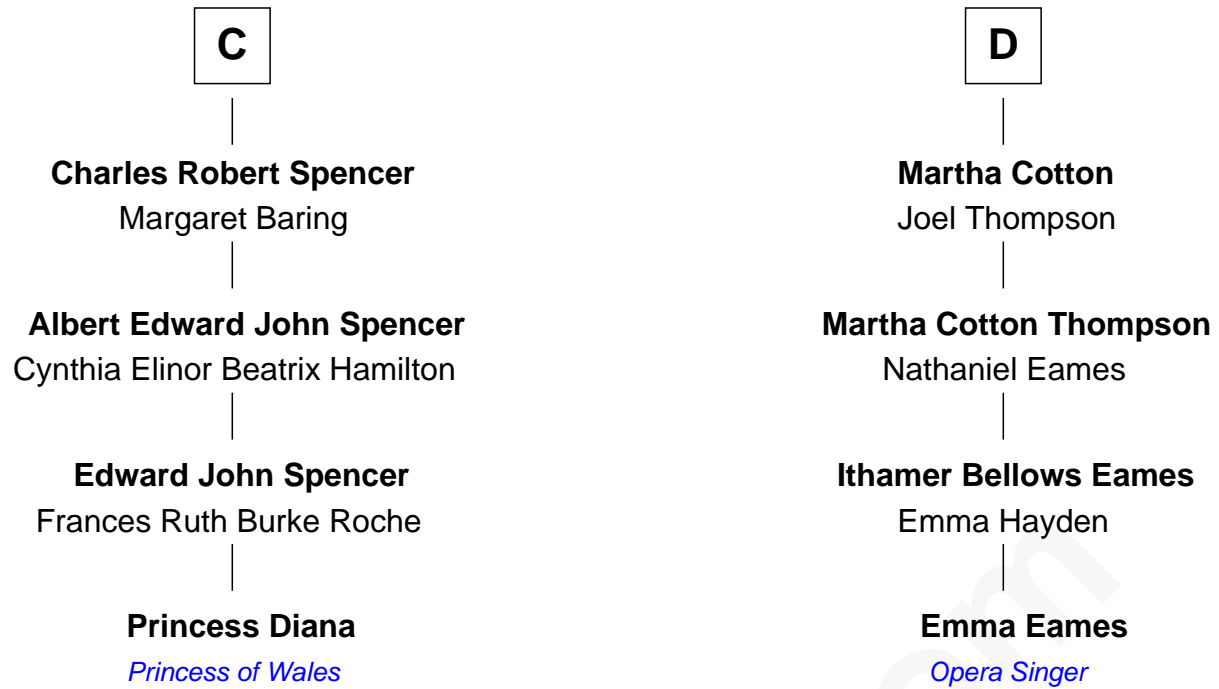 C
Charles Robert Spencer
Margaret Baring
Albert Edward John Spencer
Cynthia Elinor Beatrix Hamilton
Edward John Spencer
Frances Ruth Burke Roche
Princess Diana
Princess of Wales
D
Martha Cotton
Joel Thompson
Martha Cotton Thompson
Nathaniel Eames
Ithamer Bellows Eames
Emma Hayden
Emma Eames
Opera Singer